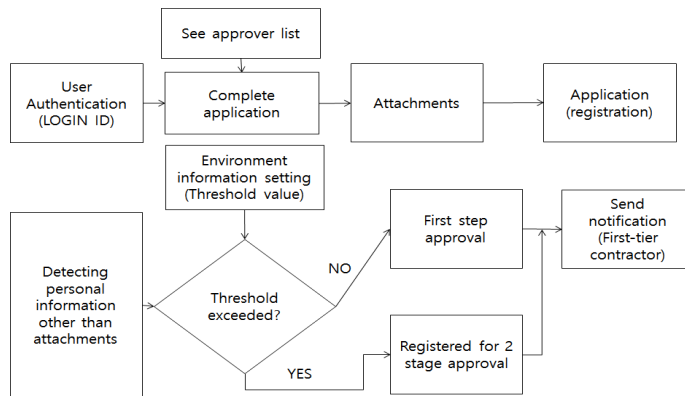 See approver list
User
Authentication
(LOGIN ID)
Complete
application
Attachments
Application
(registration)
Environment
information setting
(Threshold value)
First step
approval
Send
notification
(First-tier
contractor)
Detecting
personal
information
other than
attachments
Threshold
exceeded?
NO
YES
Registered for 2
stage approval